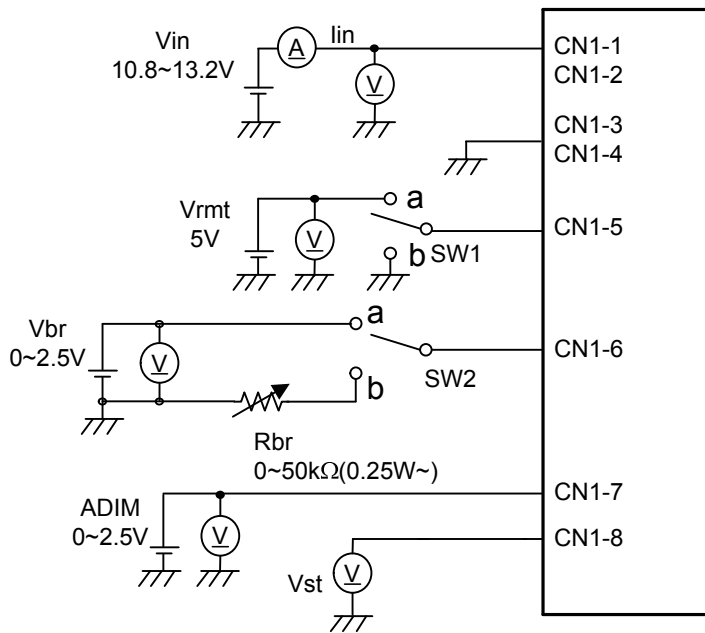 Vin
10.8~13.2V
A
Iin
V
CN1-1
CN1-2
CN1-3
CN1-4
Vrmt
5V
V
a
b
SW1
CN1-5
Vbr
0~2.5V
V
a
b
SW2
CN1-6
Rbr
0~50kΩ(0.25W~)
ADIM
0~2.5V
V
CN1-7
CN1-8
Vst
V